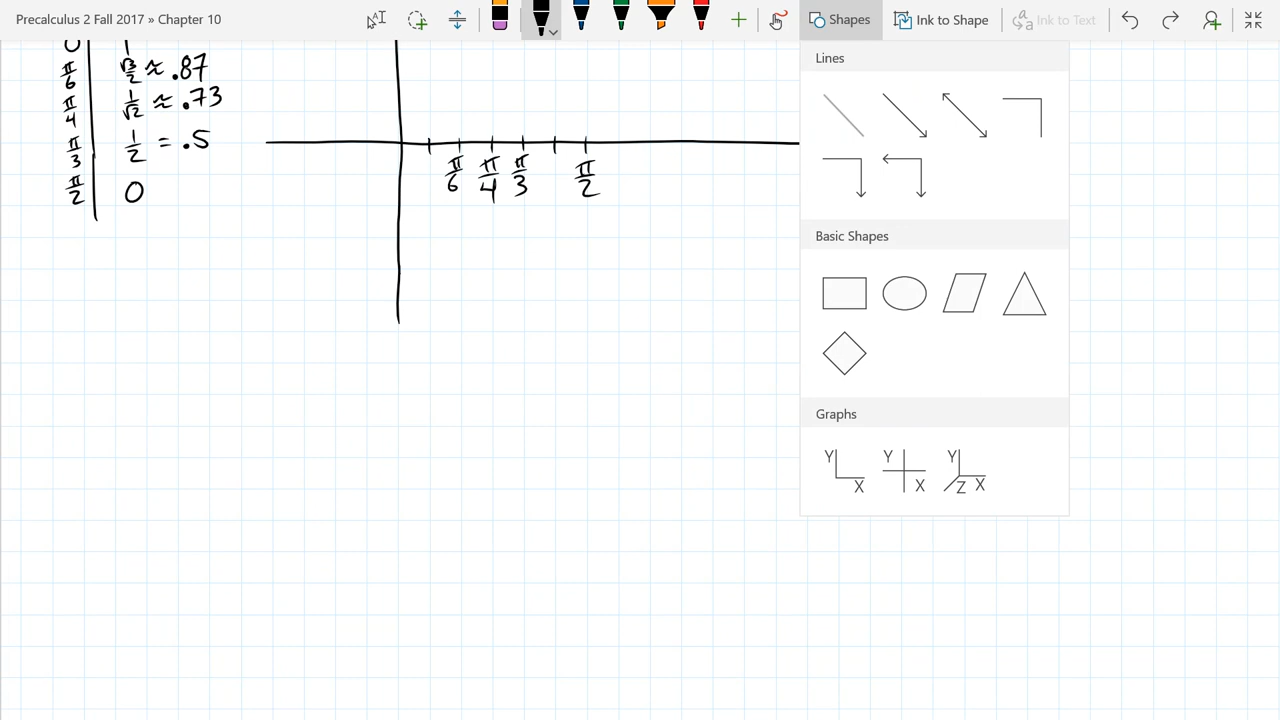 Precalculus 2 Fall 2017 » Chapter 10
Shapes
Ink to Shape
Ink to Text
Lines
Basic Shapes
Graphs
Y X
Y X
Y Z X
0 1
π/6 √3/2 ≈ .87
π/4 1/√2 ≈ .73
π/3 1/2 = .5
π/2 0
π/6 π/4 π/3 π/2